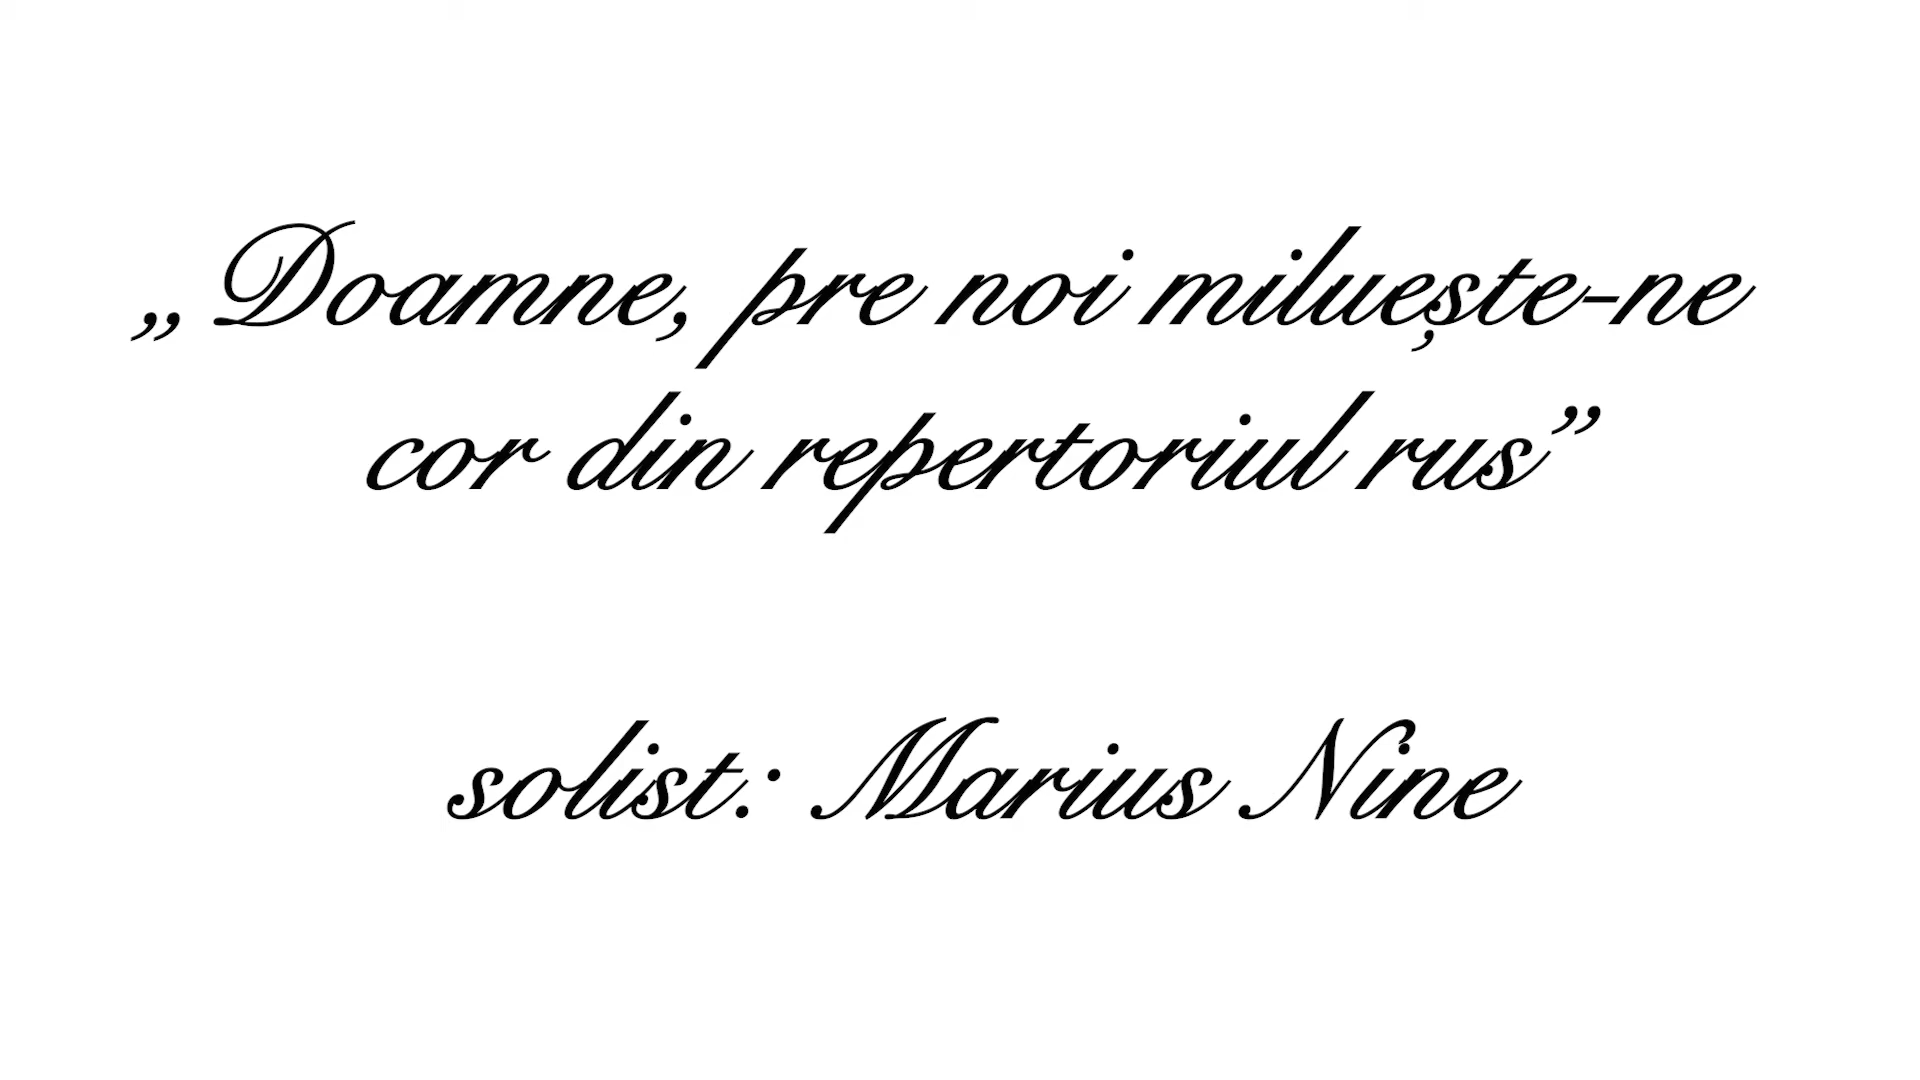 „Doamne, pre noi miluește-ne
cor din repertoriul rus”
solist: Marius Nine